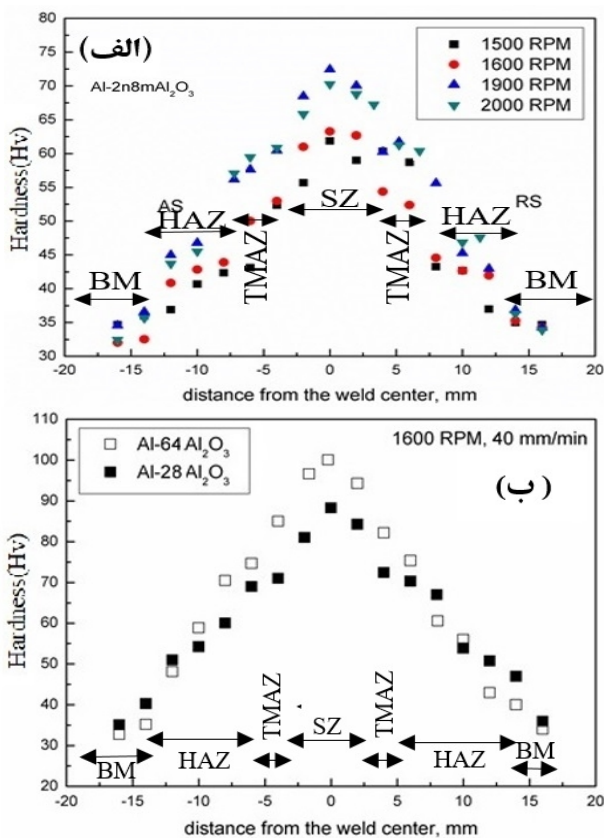 (الف)
Al-2n8mAl₂O₃
1500 RPM
1600 RPM
1900 RPM
2000 RPM
80
75
70
65
60
55
50
45
40
35
30
Hardness(Hv)
AS
RS
HAZ
SZ
HAZ
TMAZ
TMAZ
BM
BM
-20 -15 -10 -5 0 5 10 15 20
distance from the weld center, mm
Al-64 Al₂O₃
Al-28 Al₂O₃
1600 RPM, 40 mm/min
(ب)
110
100
90
80
70
60
50
40
30
20
Hardness(Hv)
TMAZ
SZ
TMAZ
BM
HAZ
HAZ
BM
-20 -15 -10 -5 0 5 10 15 20
distance from the weld center, mm